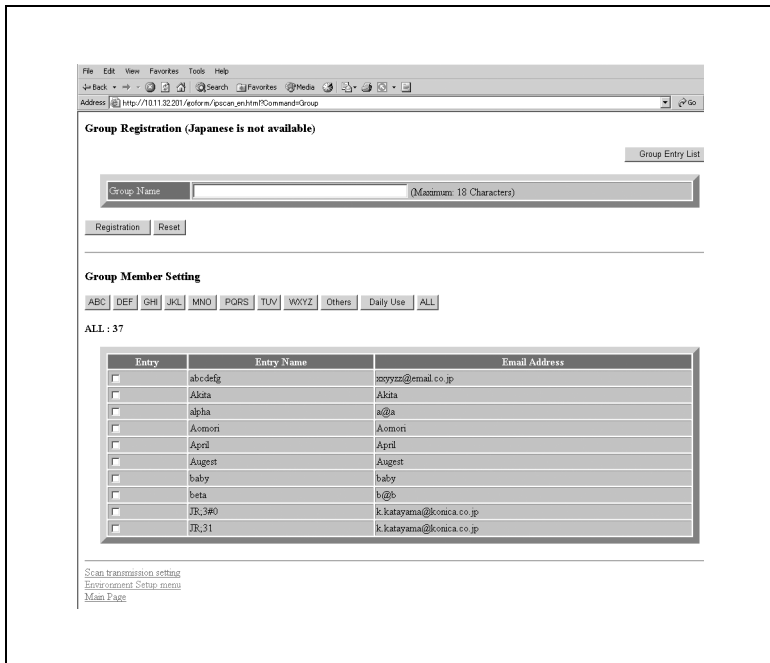 File Edit View Favorites Tools Help
Back Search Favorites Media
Address http://10.11.32.201/goform/ipscan_en.html?Command=Group Go
Group Registration (Japanese is not available)
Group Entry List
Group Name (Maximum: 18 Characters)
Registration Reset
Group Member Setting
ABC DEF GHI JKL MNO PQRS TUV WXYZ Others Daily Use ALL
ALL : 37
Entry Entry Name Email Address
abcdefg xxyyzz@email.co.jp
Akita Akita
alpha a@a
Aomori Aomori
April April
Augest Augest
baby baby
beta b@b
JR;3#0 k.katayama@konica.co.jp
JR;31 k.katayama@konica.co.jp
Scan transmission setting
Environment Setup menu
Main Page